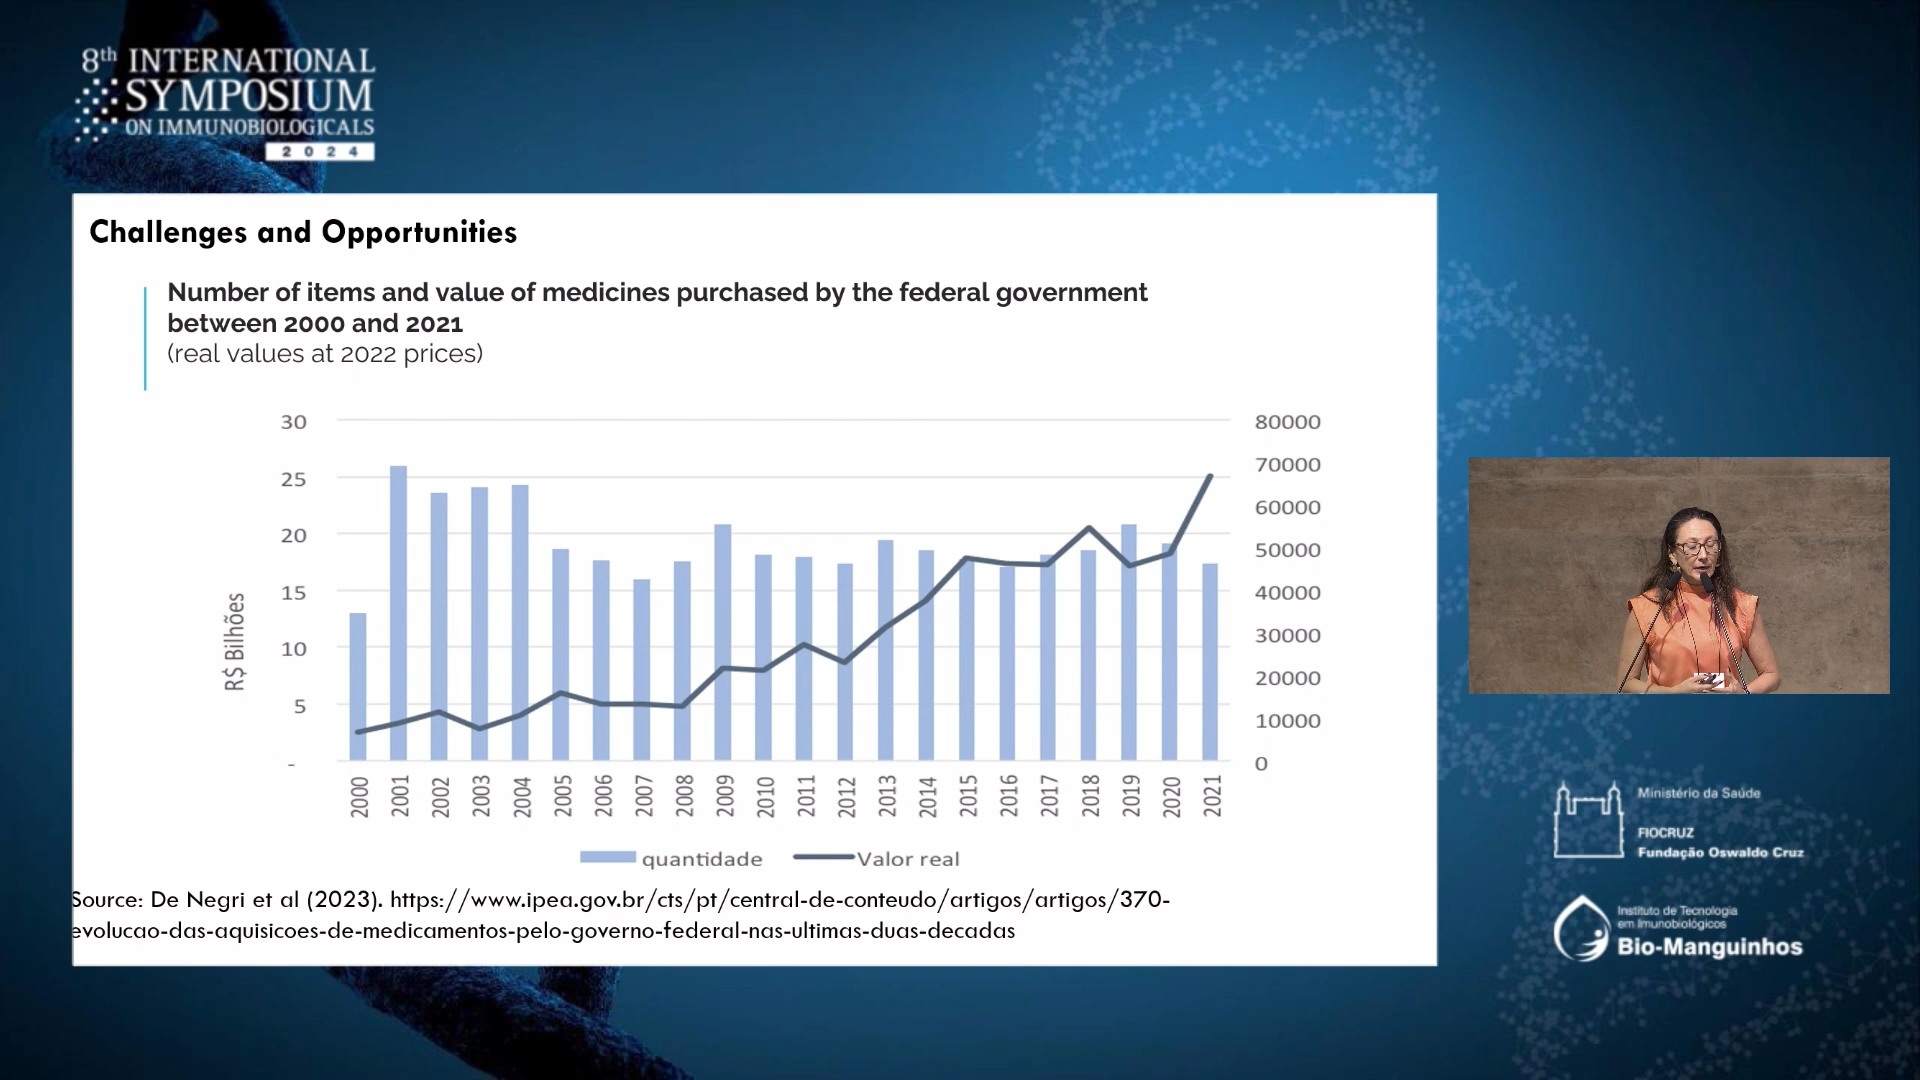 8th INTERNATIONAL
SYMPOSIUM
ON IMMUNOBIOLOGICALS
2024
Challenges and Opportunities
Number of items and value of medicines purchased by the federal government
between 2000 and 2021
(real values at 2022 prices)
30
25
20
15
10
5
-
R$ Bilhões
80000
70000
60000
50000
40000
30000
20000
10000
0
2000 2001 2002 2003 2004 2005 2006 2007 2008 2009 2010 2011 2012 2013 2014 2015 2016 2017 2018 2019 2020 2021
quantidade Valor real
Source: De Negri et al (2023). https://www.ipea.gov.br/cts/pt/central-de-conteudo/artigos/artigos/370-
evolucao-das-aquisicoes-de-medicamentos-pelo-governo-federal-nas-ultimas-duas-decadas
Ministério da Saúde
FIOCRUZ
Fundação Oswaldo Cruz
Instituto de Tecnologia
em Imunobiológicos
Bio-Manguinhos